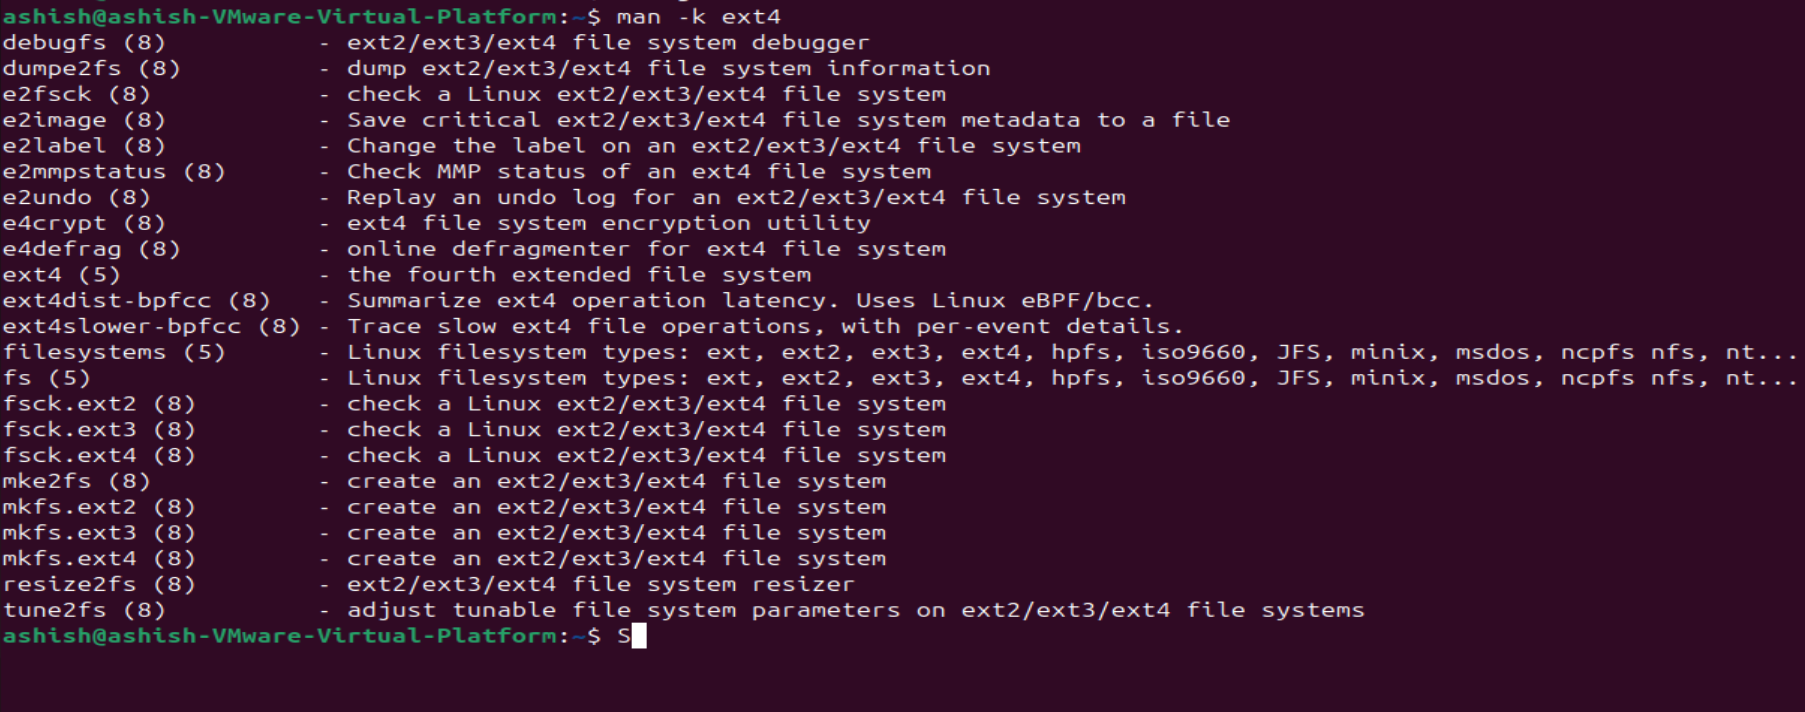 ashish@ashish-VMware-Virtual-Platform:~$ man -k ext4
debugfs (8)          - ext2/ext3/ext4 file system debugger
dumpe2fs (8)         - dump ext2/ext3/ext4 file system information
e2fsck (8)           - check a Linux ext2/ext3/ext4 file system
e2image (8)          - Save critical ext2/ext3/ext4 file system metadata to a file
e2label (8)          - Change the label on an ext2/ext3/ext4 file system
e2mmpstatus (8)      - Check MMP status of an ext4 file system
e2undo (8)           - Replay an undo log for an ext2/ext3/ext4 file system
e4crypt (8)          - ext4 file system encryption utility
e4defrag (8)         - online defragmenter for ext4 file system
ext4 (5)             - the fourth extended file system
ext4dist-bpfcc (8)   - Summarize ext4 operation latency. Uses Linux eBPF/bcc.
ext4slower-bpfcc (8) - Trace slow ext4 file operations, with per-event details.
filesystems (5)      - Linux filesystem types: ext, ext2, ext3, ext4, hpfs, iso9660, JFS, minix, msdos, ncpfs nfs, nt...
fs (5)               - Linux filesystem types: ext, ext2, ext3, ext4, hpfs, iso9660, JFS, minix, msdos, ncpfs nfs, nt...
fsck.ext2 (8)        - check a Linux ext2/ext3/ext4 file system
fsck.ext3 (8)        - check a Linux ext2/ext3/ext4 file system
fsck.ext4 (8)        - check a Linux ext2/ext3/ext4 file system
mke2fs (8)           - create an ext2/ext3/ext4 file system
mkfs.ext2 (8)        - create an ext2/ext3/ext4 file system
mkfs.ext3 (8)        - create an ext2/ext3/ext4 file system
mkfs.ext4 (8)        - create an ext2/ext3/ext4 file system
resize2fs (8)        - ext2/ext3/ext4 file system resizer
tune2fs (8)          - adjust tunable file system parameters on ext2/ext3/ext4 file systems
ashish@ashish-VMware-Virtual-Platform:~$ S